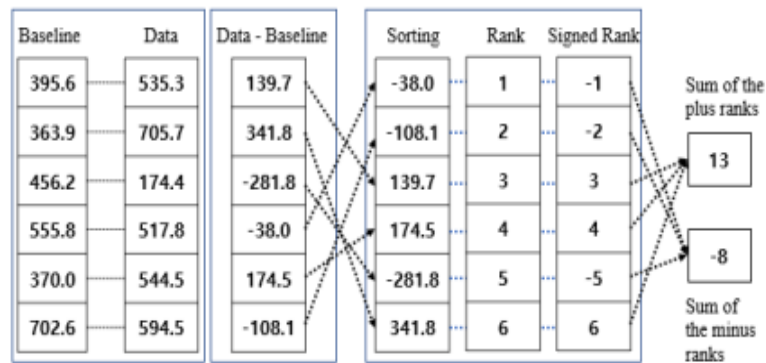 Baseline Data Data - Baseline Sorting Rank Signed Rank
395.6 535.3 139.7 -38.0 1 -1
363.9 705.7 341.8 -108.1 2 -2
456.2 174.4 -281.8 139.7 3 3
555.8 517.8 -38.0 174.5 4 4
370.0 544.5 174.5 -281.8 5 -5
702.6 594.5 -108.1 341.8 6 6
Sum of the
plus ranks
13
-8
Sum of
the minus
ranks